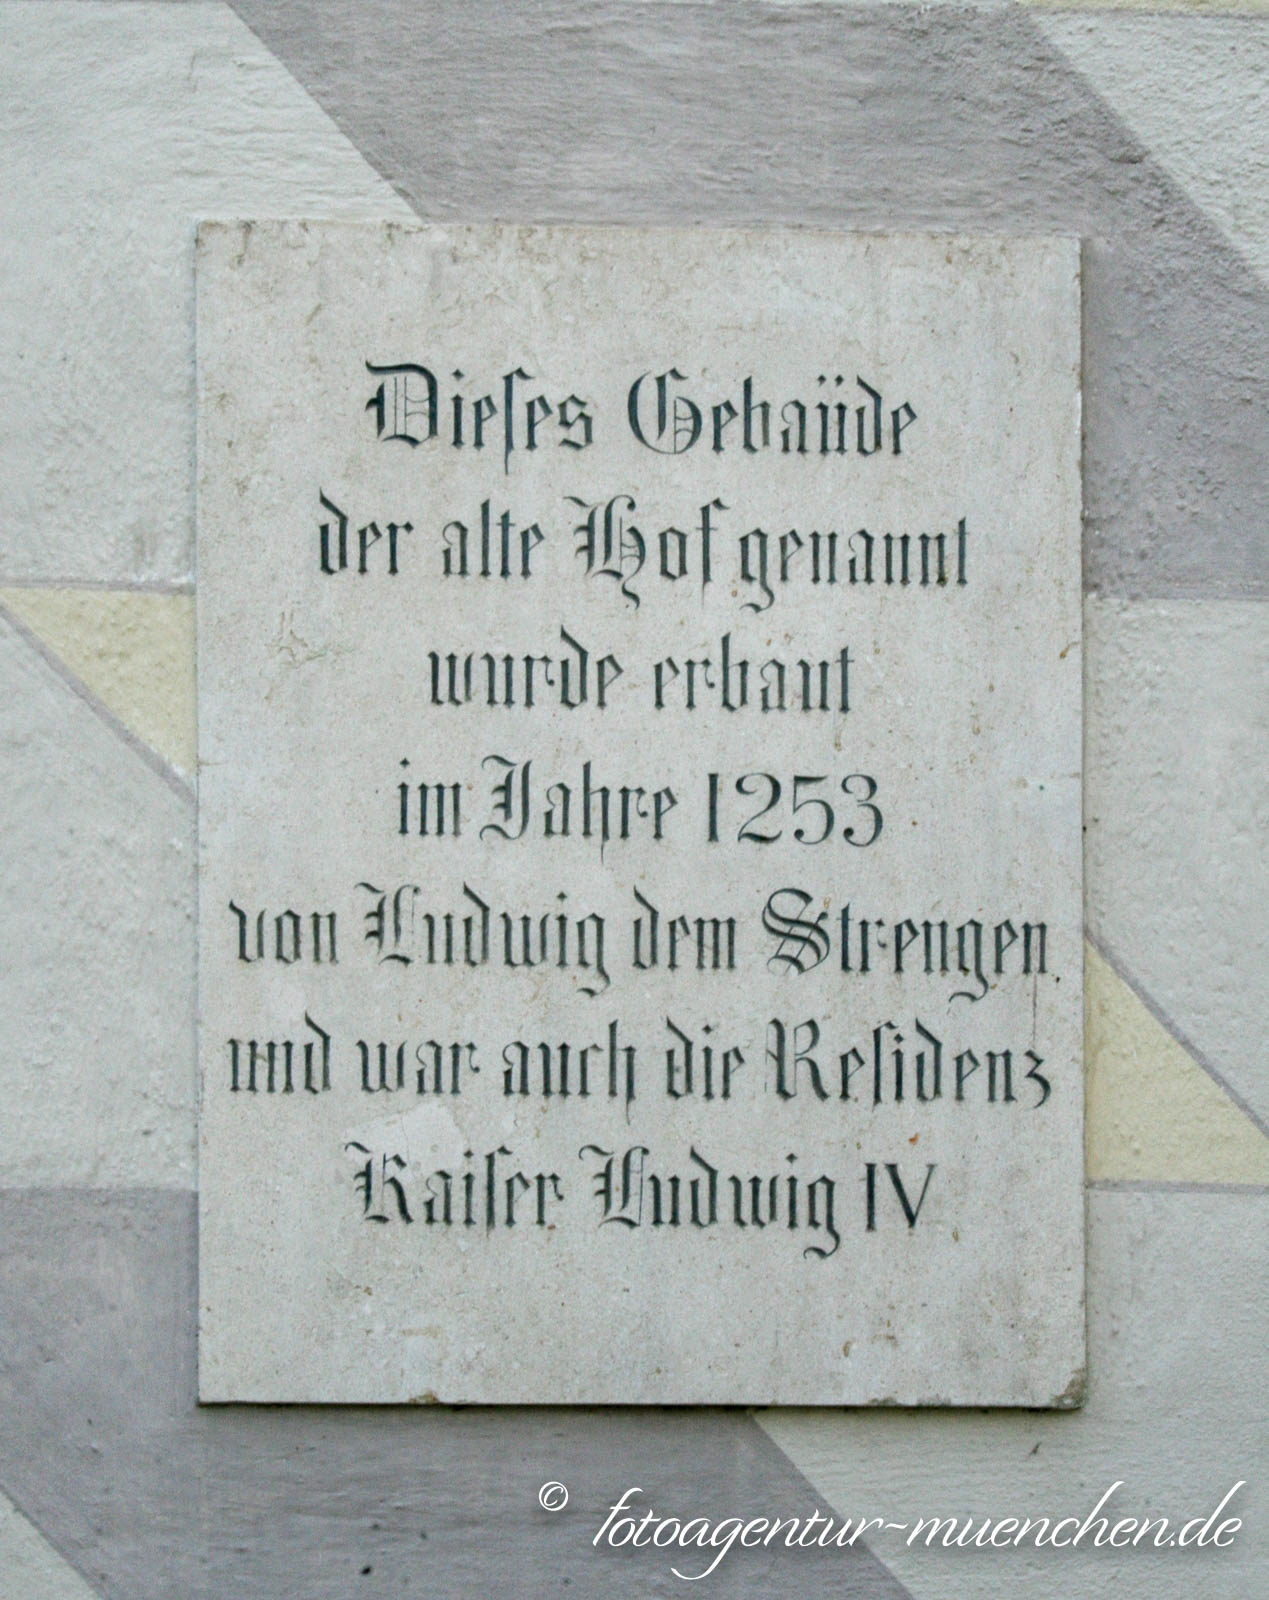 Dieses Gebäude
der alte Hof genannt
wurde erbaut
im Jahre 1253
von Ludwig dem Strengen
und war auch die Residenz
Kaiser Ludwig IV
© fotoagentur-muenchen.de